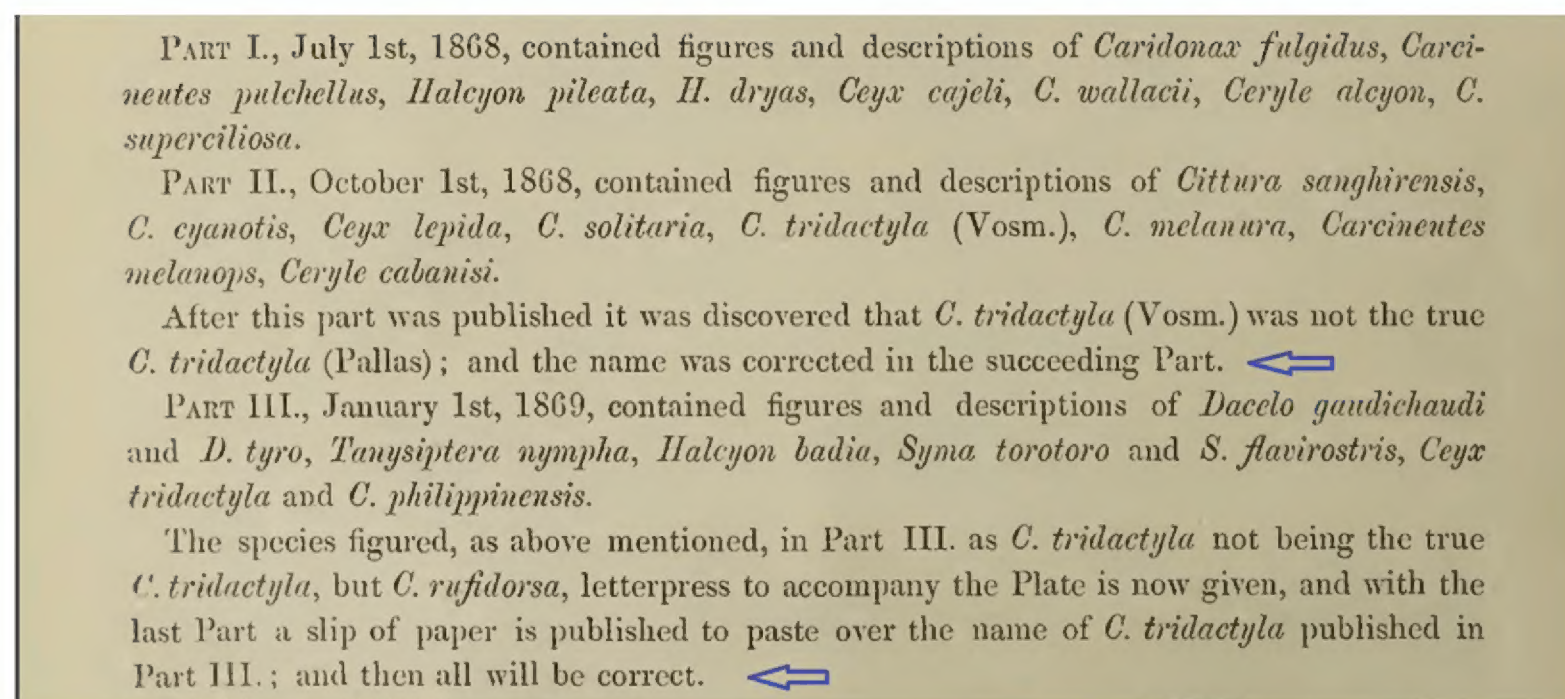 PART I., July 1st, 1868, contained figures and descriptions of Caridonax fulgidus, Carci-
neutes pulchellus, Halcyon pileata, H. dryas, Ceyx cajeli, C. wallacii, Ceryle alcyon, C.
superciliosa.
PART II., October 1st, 1868, contained figures and descriptions of Cittura sanghirensis,
C. cyanotis, Ceyx lepida, C. solitaria, C. tridactyla (Vosm.), C. melanura, Carcineutes
melanops, Ceryle cabanisi.
After this part was published it was discovered that C. tridactyla (Vosm.) was not the true
C. tridactyla (Pallas); and the name was corrected in the succeeding Part.
PART III., January 1st, 1869, contained figures and descriptions of Dacelo gaudichaudi
and D. tyro, Tanysiptera nympha, Halcyon badia, Syma torotoro and S. flavirostris, Ceyx
tridactyla and C. philippinensis.
The species figured, as above mentioned, in Part III. as C. tridactyla not being the true
C. tridactyla, but C. rufidorsa, letterpress to accompany the Plate is now given, and with the
last Part a slip of paper is published to paste over the name of C. tridactyla published in
Part III.; and then all will be correct.